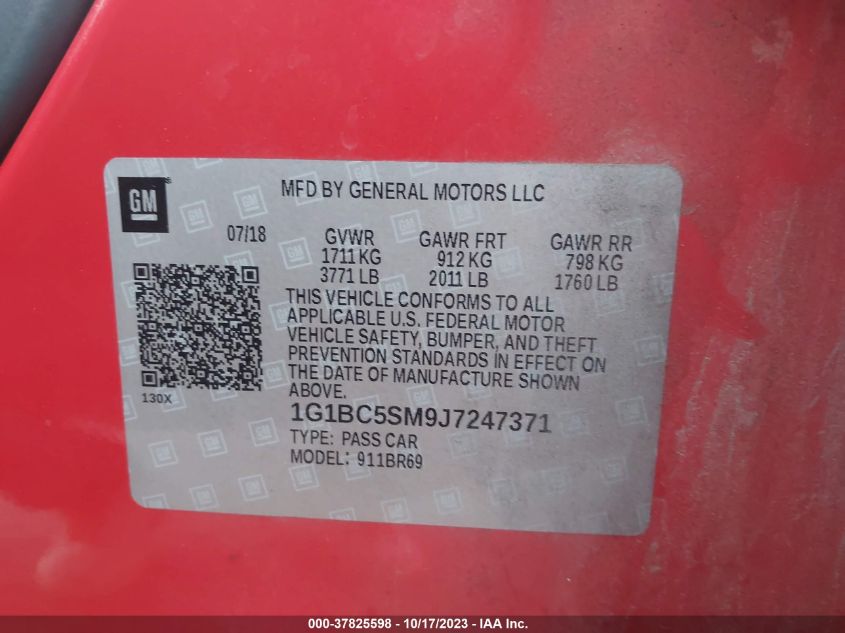 GM
MFD BY GENERAL MOTORS LLC
07/18 GVWR GAWR FRT GAWR RR
1711 KG 912 KG 798 KG
3771 LB 2011 LB 1760 LB
THIS VEHICLE CONFORMS TO ALL
APPLICABLE U.S. FEDERAL MOTOR
VEHICLE SAFETY, BUMPER, AND THEFT
PREVENTION STANDARDS IN EFFECT ON
THE DATE OF MANUFACTURE SHOWN
ABOVE.
130X
1G1BC5SM9J7247371
TYPE: PASS CAR
MODEL: 911BR69
000-37825598 - 10/17/2023 - IAA Inc.